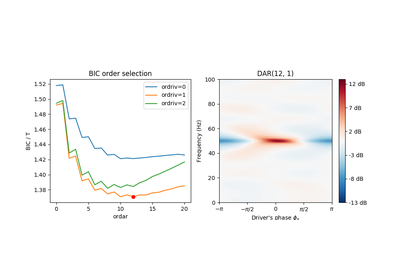 BIC order selection
DAR(12, 1)
1.52
1.50
1.48
1.46
1.44
1.42
1.40
1.38
BIC / T
ordriv=0
ordriv=1
ordriv=2
0
5
10
15
20
ordar
100
80
60
40
20
0
Frequency (Hz)
−π
−π/2
0
π/2
π
Driver's phase ϕₓ
12 dB
8 dB
4 dB
0 dB
-4 dB
-8 dB
-13 dB